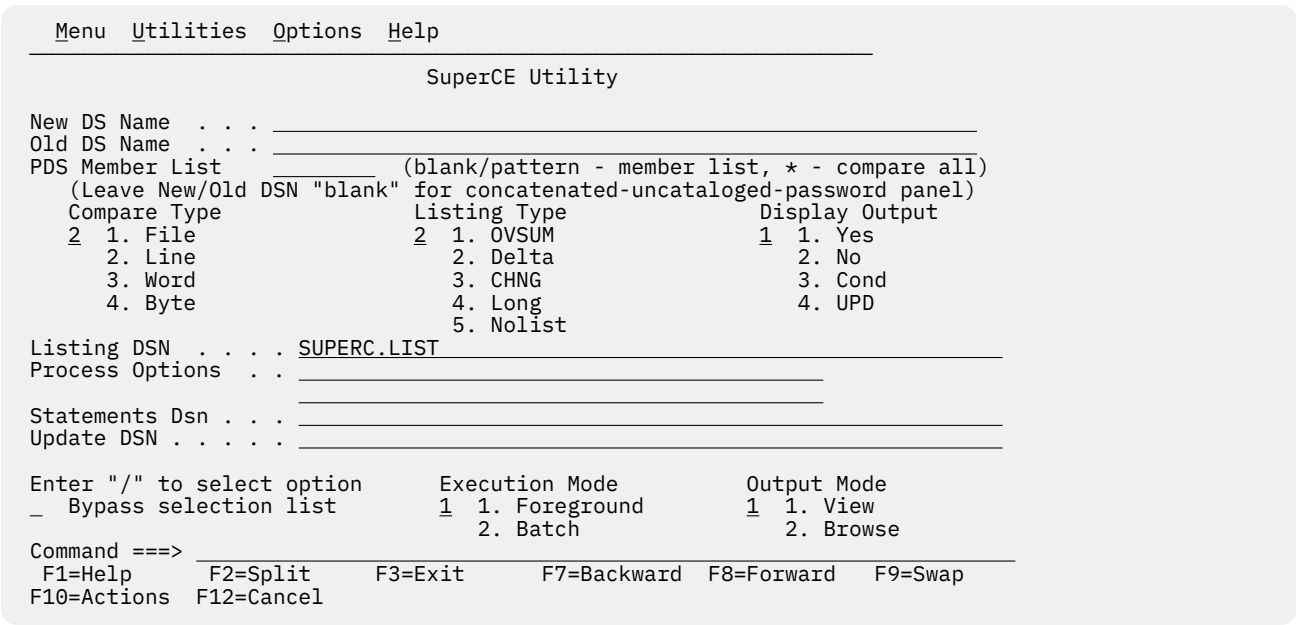 Menu Utilities Options Help
SuperCE Utility
New DS Name . . .
Old DS Name . . .
PDS Member List (blank/pattern - member list, * - compare all)
(Leave New/Old DSN "blank" for concatenated-uncataloged-password panel)
Compare Type Listing Type Display Output
2 1. File 2 1. OVSUM 1 1. Yes
2. Line 2. Delta 2. No
3. Word 3. CHNG 3. Cond
4. Byte 4. Long 4. UPD
5. Nolist
Listing DSN . . . . SUPERC.LIST
Process Options . .
Statements Dsn . . .
Update DSN . . . . .
Enter "/" to select option Execution Mode Output Mode
_ Bypass selection list 1 1. Foreground 1 1. View
2. Batch 2. Browse
Command ===>
F1=Help F2=Split F3=Exit F7=Backward F8=Forward F9=Swap
F10=Actions F12=Cancel